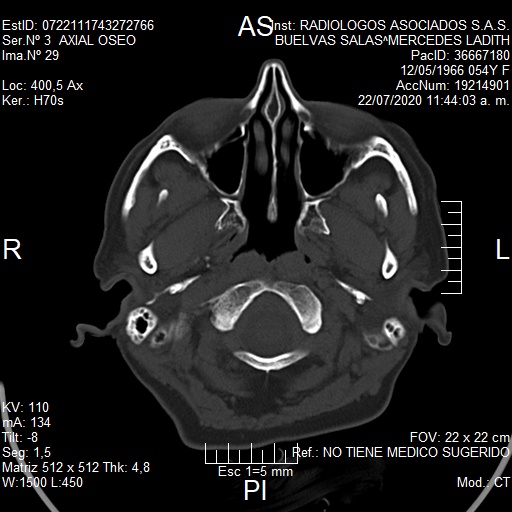 EstID: 0722111743272766
Ser.Nº 3 AXIAL OSEO
Ima.Nº 29
Loc: 400,5 Ax
Ker.: H70s
AS
Inst: RADIOLOGOS ASOCIADOS S.A.S.
BUELVAS SALAS^MERCEDES LADITH
PacID: 36667180
12/05/1966 054Y F
AccNum: 19214901
22/07/2020 11:44:03 a. m.
R
L
KV: 110
mA: 134
Tilt: -8
Seg: 1,5
Matriz 512 x 512 Thk: 4,8
W:1500 L:450
Esc 1=5 mm
PI
FOV: 22 x 22 cm
Ref.: NO TIENE MEDICO SUGERIDO
Mod.: CT